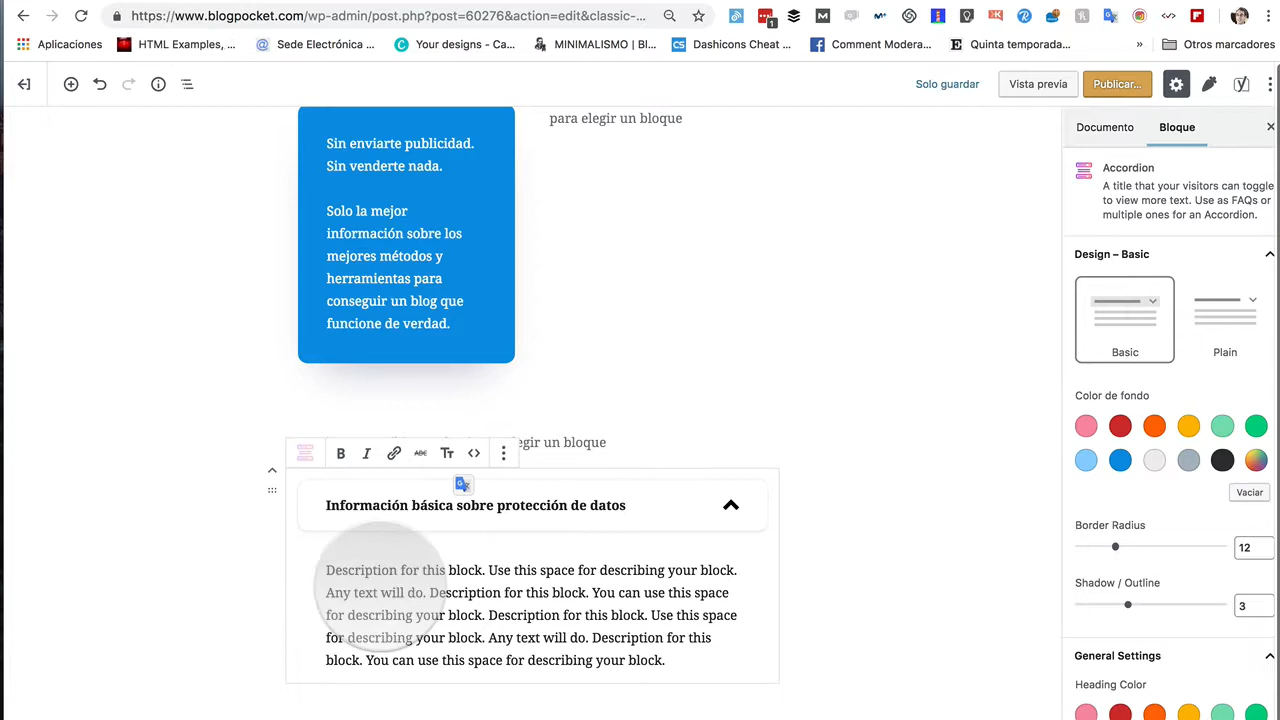 https://www.blogpocket.com/wp-admin/post.php?post=60276&action=edit&classic-...
1
Aplicaciones
HTML Examples, ...
Sede Electrónica ...
Your designs - Ca...
MINIMALISMO | Bl...
CS Dashicons Cheat ...
Comment Modera...
Quinta temporada...
»
Otros marcadores
Solo guardar
Vista previa
Publicar...
para elegir un bloque
Sin enviarte publicidad.
Sin venderte nada.
Solo la mejor
información sobre los
mejores métodos y
herramientas para
conseguir un blog que
funcione de verdad.
egir un bloque
B I ABC Tt
Información básica sobre protección de datos
Description for this block. Use this space for describing your block.
Any text will do. Description for this block. You can use this space
for describing your block. Description for this block. Use this space
for describing your block. Any text will do. Description for this
block. You can use this space for describing your block.
Documento
Bloque
Accordion
A title that your visitors can toggle
to view more text. Use as FAQs or
multiple ones for an Accordion.
Design – Basic
Basic
Plain
Color de fondo
Vaciar
Border Radius
12
Shadow / Outline
3
General Settings
Heading Color